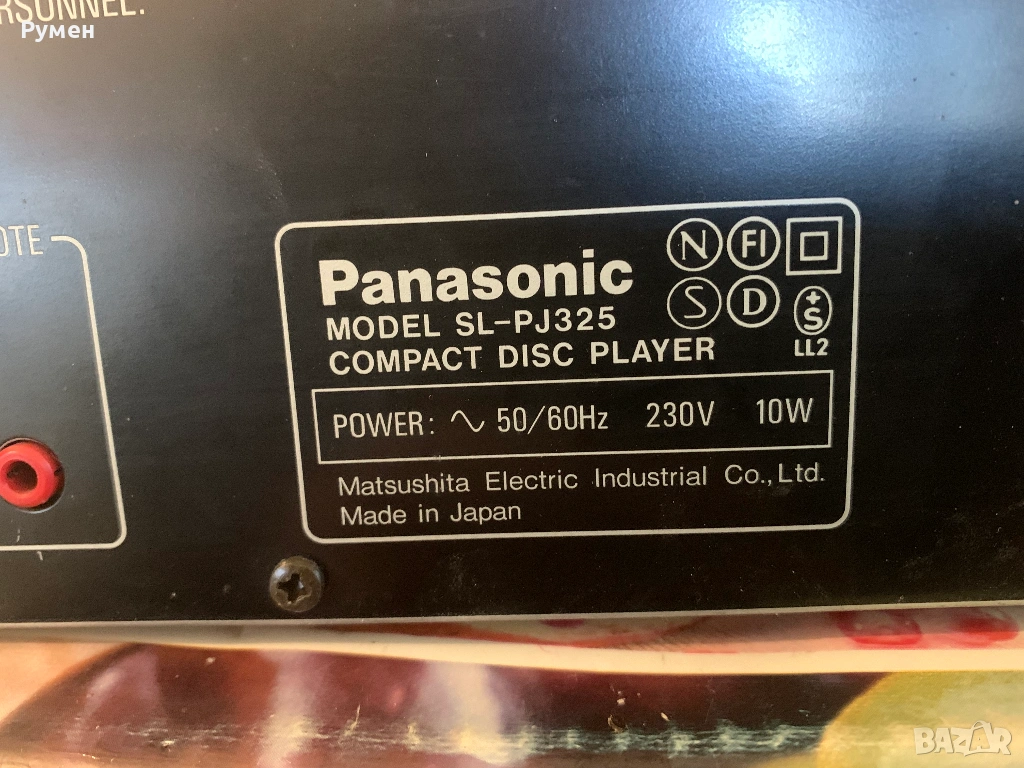 Румен
OTE
Panasonic
N FI
S D
+S
LL2
MODEL SL-PJ325
COMPACT DISC PLAYER
POWER: ∿ 50/60Hz 230V 10W
Matsushita Electric Industrial Co., Ltd.
Made in Japan
BAZAR